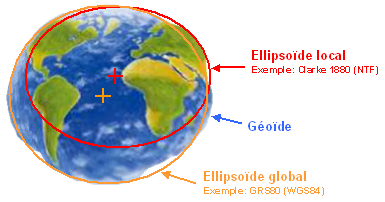 Ellipsoïde local
Exemple: Clarke 1880 (NTF)
Géoïde
Ellipsoïde global
Exemple: GRS80 (WGS84)